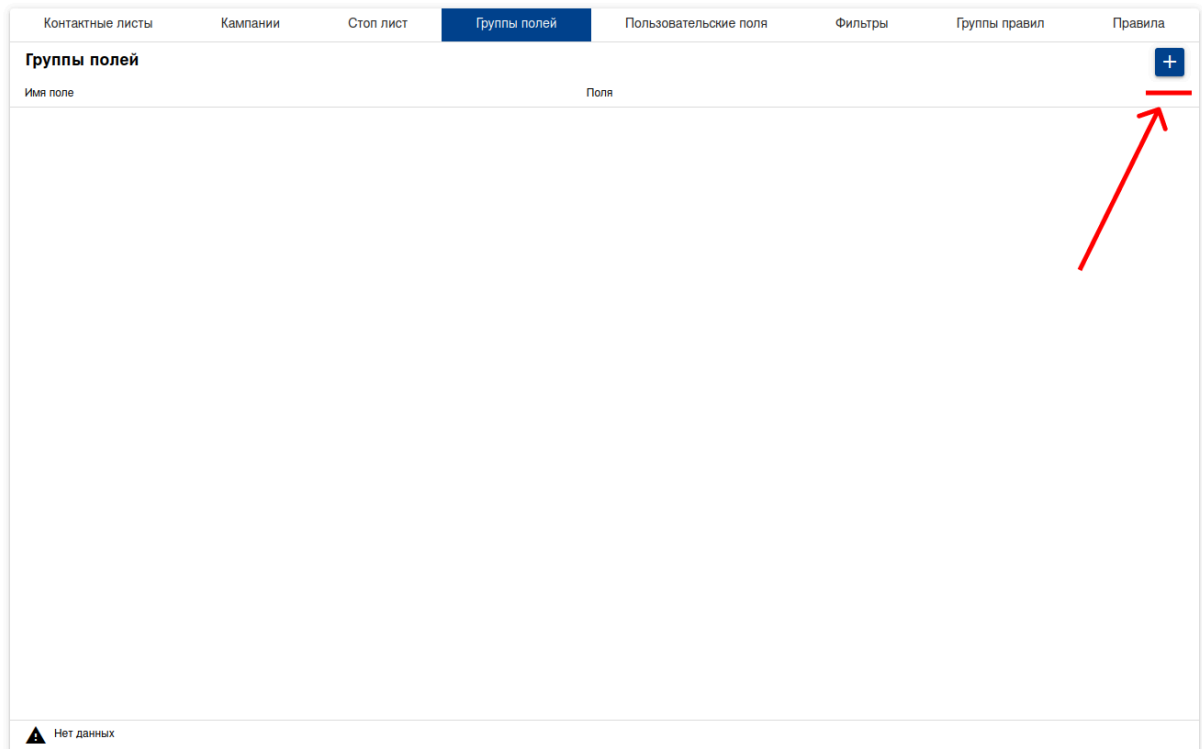 Контактные листы Кампании Стоп лист Группы полей Пользовательские поля Фильтры Группы правил Правила
Группы полей
+
Имя поле Поля
Нет данных